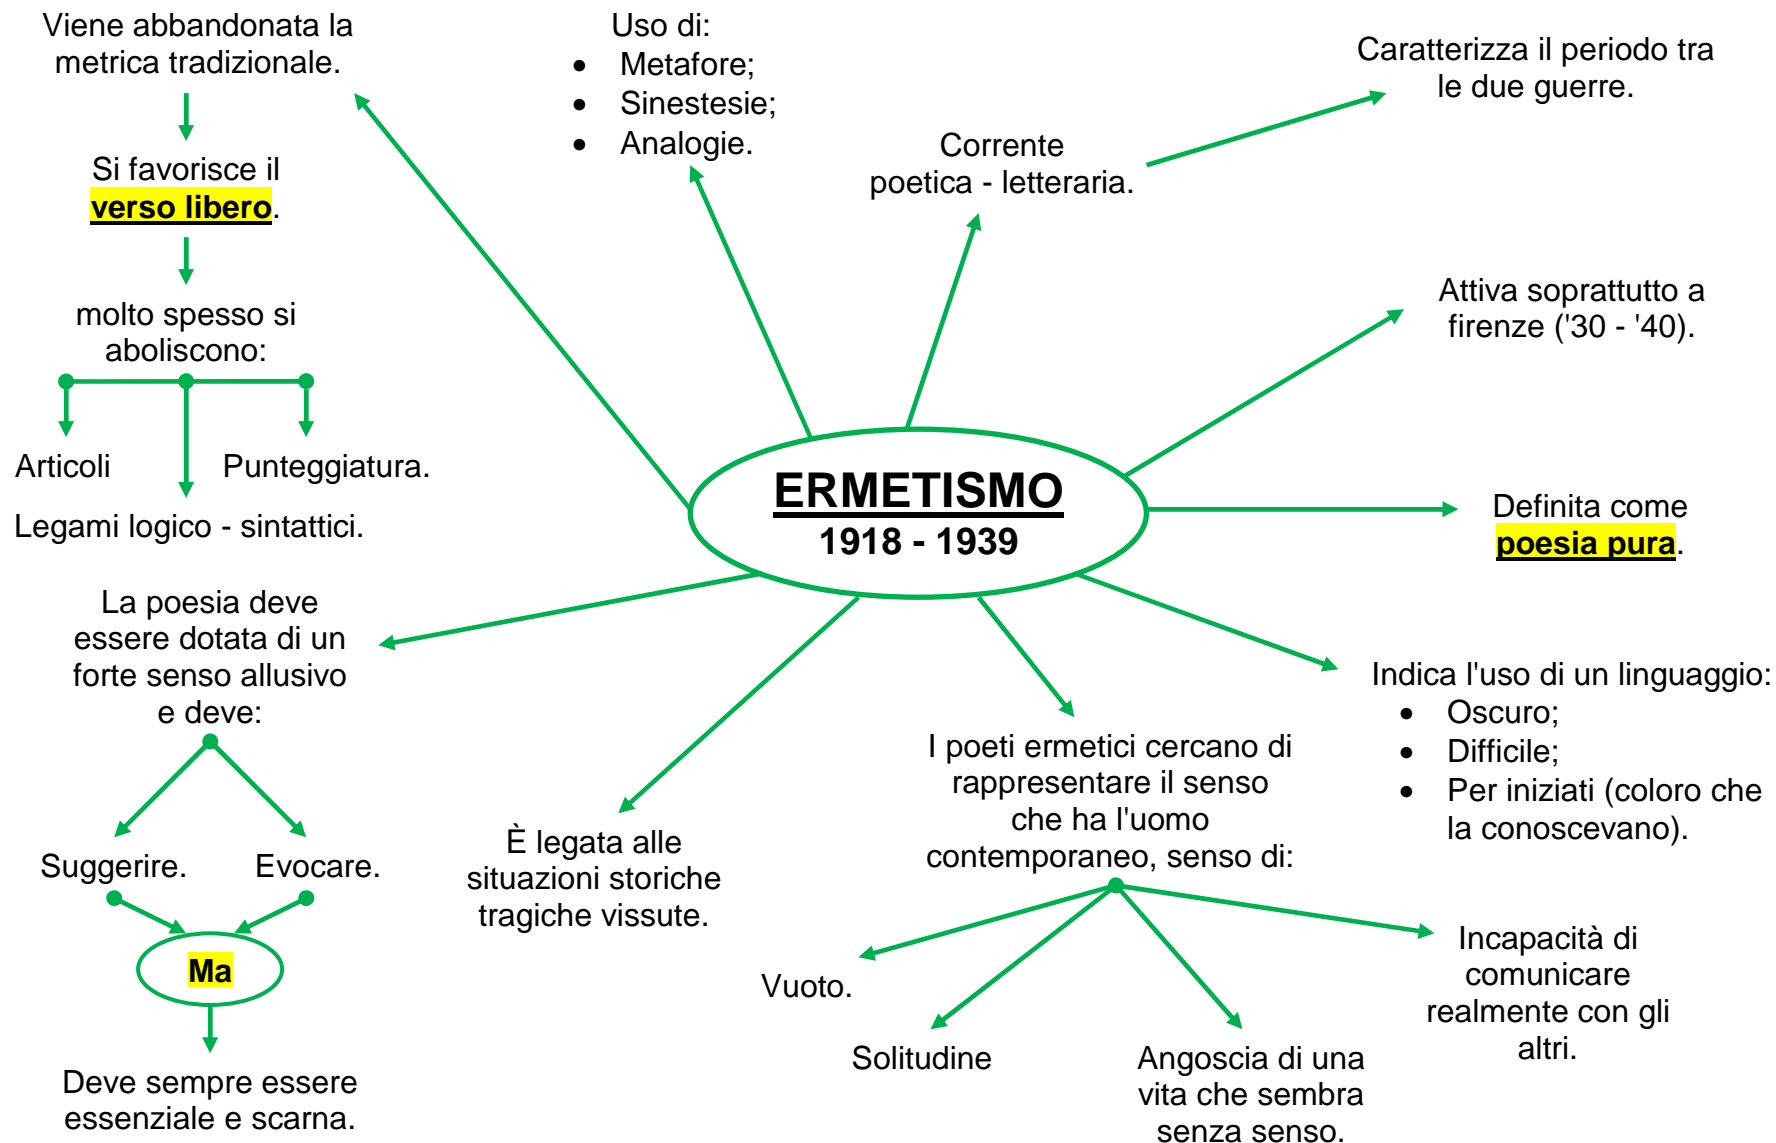 Viene abbandonata la
metrica tradizionale.
Si favorisce il
verso libero.
molto spesso si
aboliscono:
Articoli
Punteggiatura.
Legami logico - sintattici.
Uso di:
• Metafore;
• Sinestesie;
• Analogie.
Corrente
poetica - letteraria.
Caratterizza il periodo tra
le due guerre.
Attiva soprattutto a
firenze ('30 - '40).
ERMETISMO
1918 - 1939
Definita come
poesia pura.
La poesia deve
essere dotata di un
forte senso allusivo
e deve:
Suggerire.
Evocare.
Ma
Deve sempre essere
essenziale e scarna.
È legata alle
situazioni storiche
tragiche vissute.
I poeti ermetici cercano di
rappresentare il senso
che ha l'uomo
contemporaneo, senso di:
Vuoto.
Solitudine
Angoscia di una
vita che sembra
senza senso.
Incapacità di
comunicare
realmente con gli
altri.
Indica l'uso di un linguaggio:
• Oscuro;
• Difficile;
• Per iniziati (coloro che
la conoscevano).